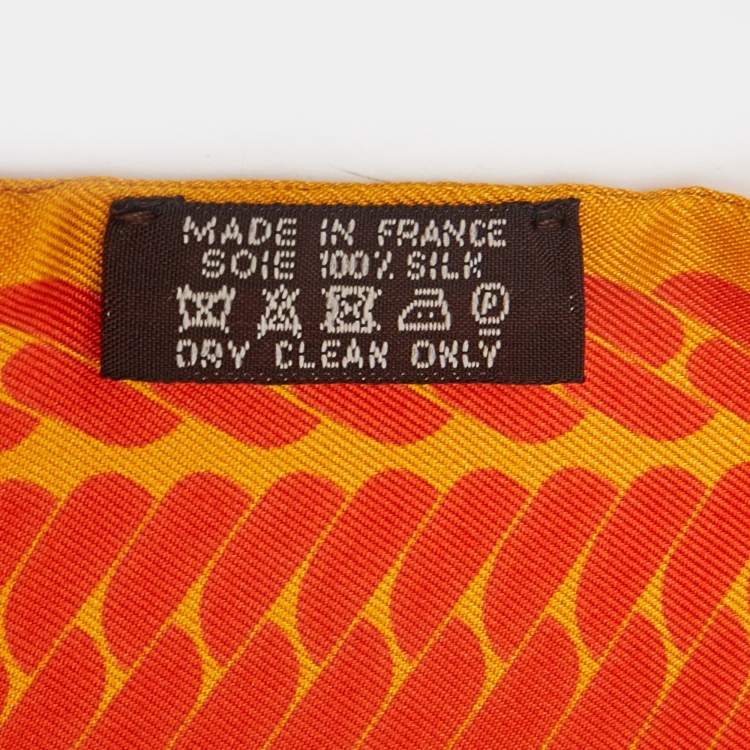 MADE IN FRANCE
SOIE 100% SILK
P
DRY CLEAN ONLY